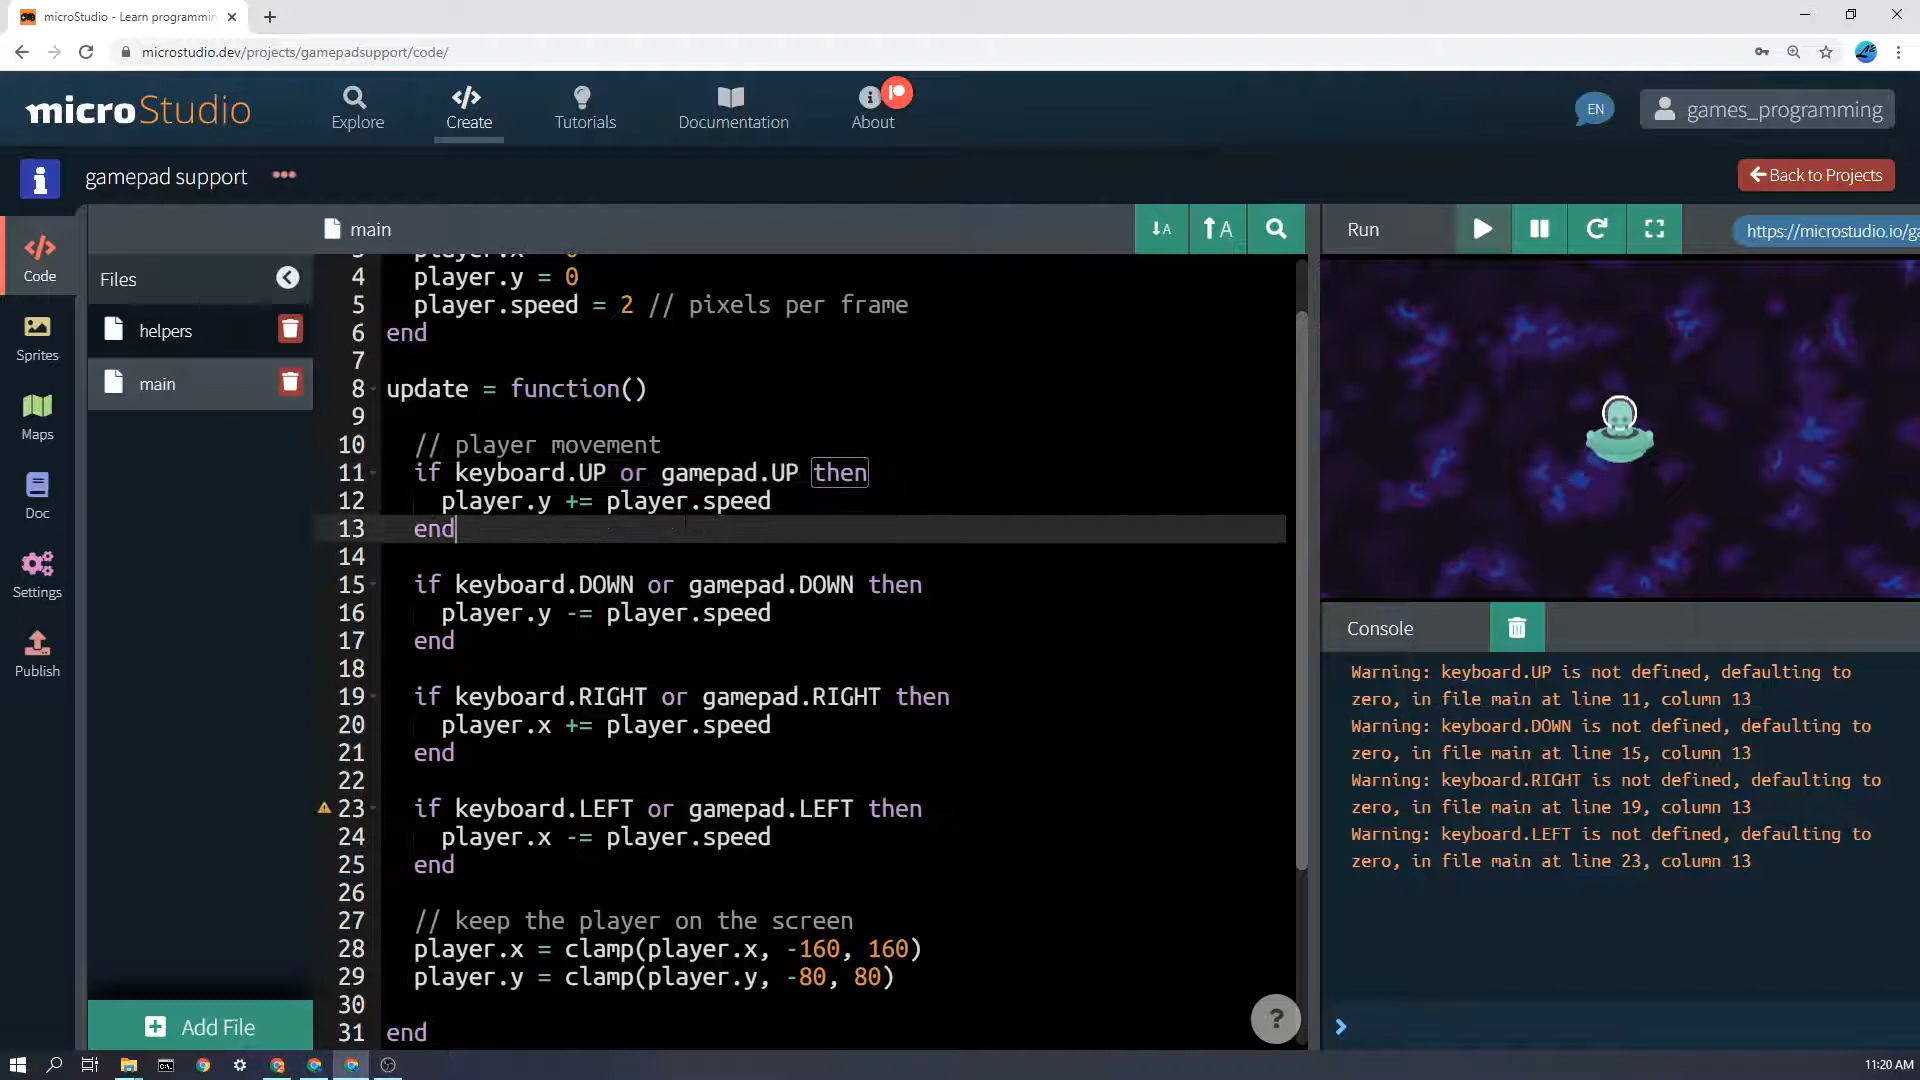 microStudio - Learn programmin
microstudio.dev/projects/gamepadsupport/code/
microStudio
Explore
Create
Tutorials
Documentation
About
EN
games_programming
gamepad support
Back to Projects
Code
Sprites
Maps
Doc
Settings
Publish
Files
helpers
main
Add File
main
A
A
4 player.y = 0
5 player.speed = 2 // pixels per frame
6 end
7
8 update = function()
9
10 // player movement
11 if keyboard.UP or gamepad.UP then
12 player.y += player.speed
13 end
14
15 if keyboard.DOWN or gamepad.DOWN then
16 player.y -= player.speed
17 end
18
19 if keyboard.RIGHT or gamepad.RIGHT then
20 player.x += player.speed
21 end
22
23 if keyboard.LEFT or gamepad.LEFT then
24 player.x -= player.speed
25 end
26
27 // keep the player on the screen
28 player.x = clamp(player.x, -160, 160)
29 player.y = clamp(player.y, -80, 80)
30
31 end
?
Run
https://microstudio.io/ga
Console
Warning: keyboard.UP is not defined, defaulting to
zero, in file main at line 11, column 13
Warning: keyboard.DOWN is not defined, defaulting to
zero, in file main at line 15, column 13
Warning: keyboard.RIGHT is not defined, defaulting to
zero, in file main at line 19, column 13
Warning: keyboard.LEFT is not defined, defaulting to
zero, in file main at line 23, column 13
11:20 AM